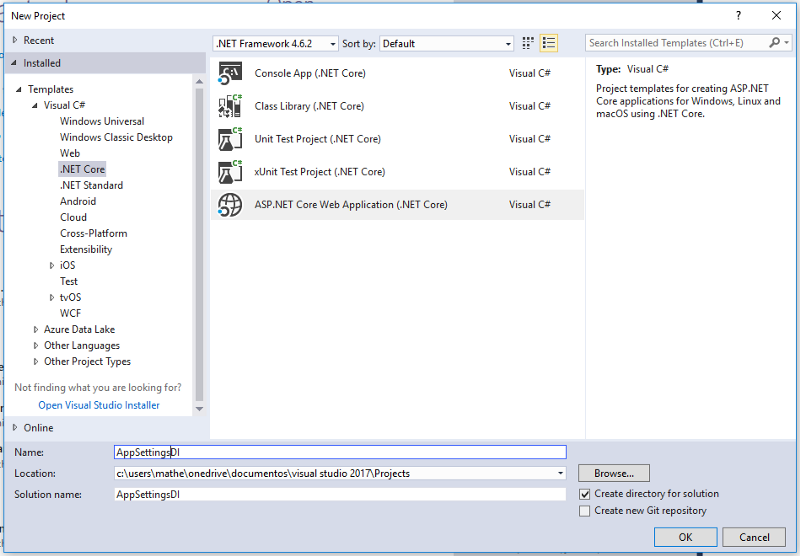 New Project
?
Recent
Installed
.NET Framework 4.6.2
Sort by:
Default
Search Installed Templates (Ctrl+E)
Templates
Visual C#
Windows Universal
Windows Classic Desktop
Web
.NET Core
.NET Standard
Android
Cloud
Cross-Platform
Extensibility
iOS
Test
tvOS
WCF
Azure Data Lake
Other Languages
Other Project Types
Not finding what you are looking for?
Open Visual Studio Installer
Online
Console App (.NET Core) Visual C#
Class Library (.NET Core) Visual C#
Unit Test Project (.NET Core) Visual C#
xUnit Test Project (.NET Core) Visual C#
ASP.NET Core Web Application (.NET Core) Visual C#
Type: Visual C#
Project templates for creating ASP.NET
Core applications for Windows, Linux and
macOS using .NET Core.
Name: AppSettingsDI
Location: c:\users\mathe\onedrive\documentos\visual studio 2017\Projects
Browse...
Solution name: AppSettingsDI
Create directory for solution
Create new Git repository
OK
Cancel